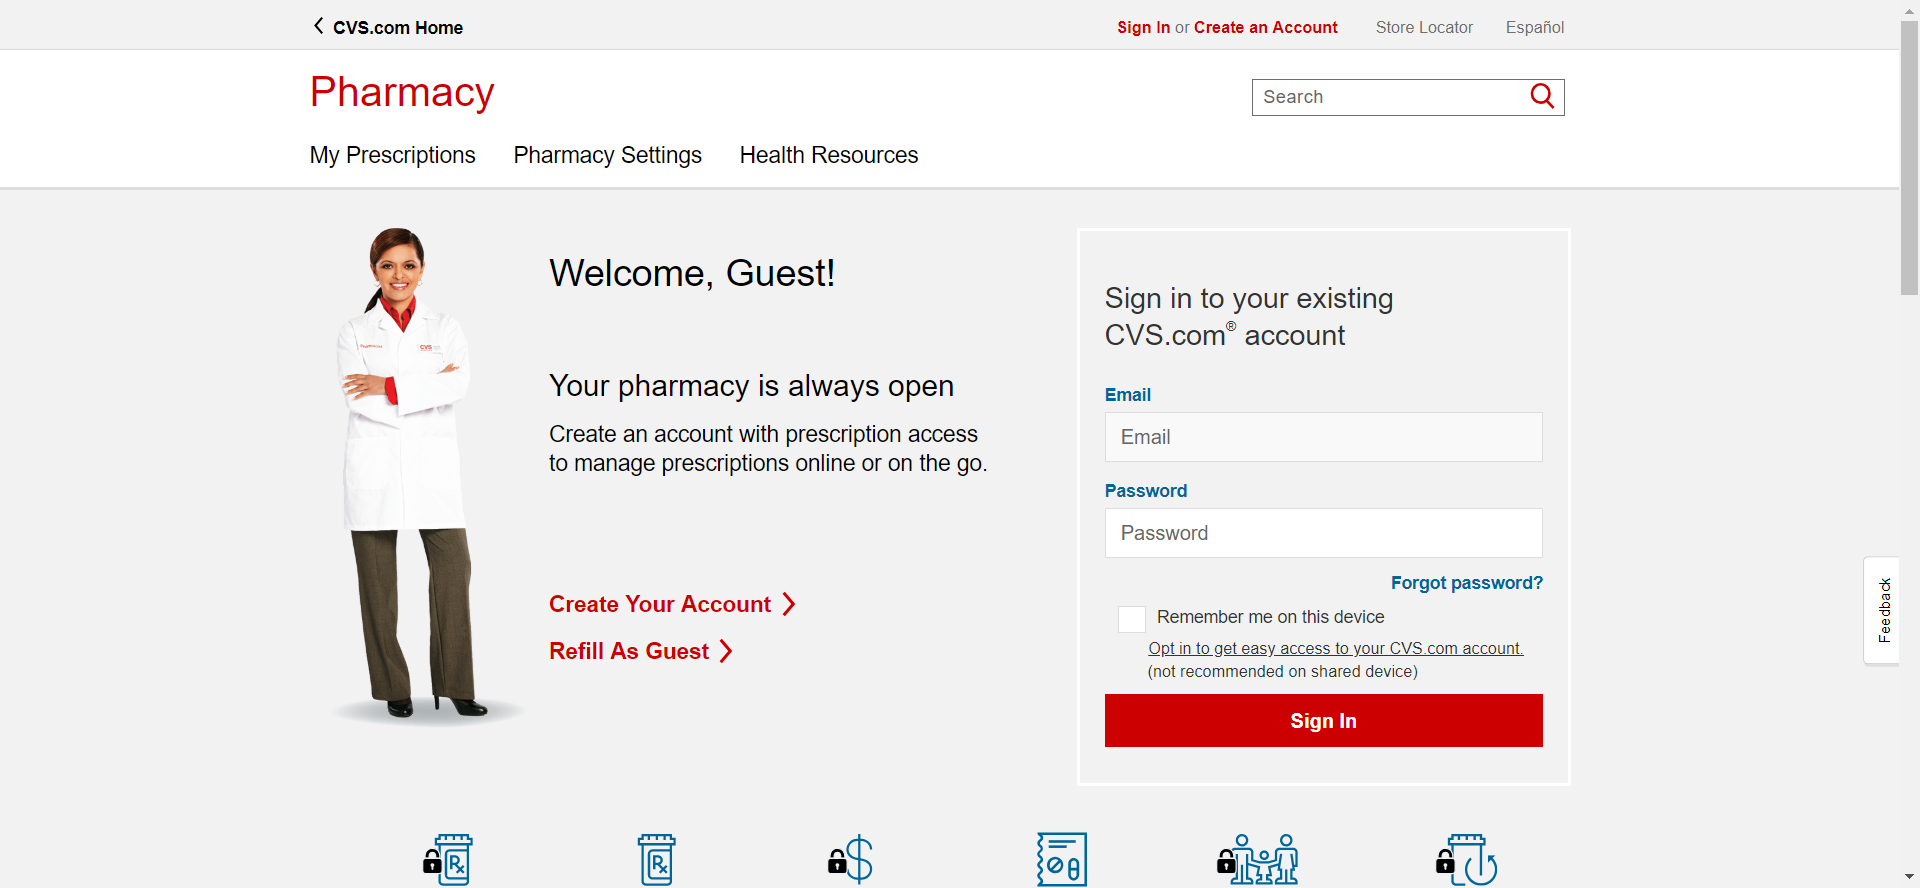 CVS.com Home
Sign In or Create an Account
Store Locator
Español
Pharmacy
Search
My Prescriptions
Pharmacy Settings
Health Resources
CVS
Welcome, Guest!
Your pharmacy is always open
Create an account with prescription access
to manage prescriptions online or on the go.
Create Your Account
Refill As Guest
Sign in to your existing
CVS.com® account
Email
Email
Password
Password
Forgot password?
Remember me on this device
Opt in to get easy access to your CVS.com account.
(not recommended on shared device)
Sign In
Feedback
Rx
Rx
$